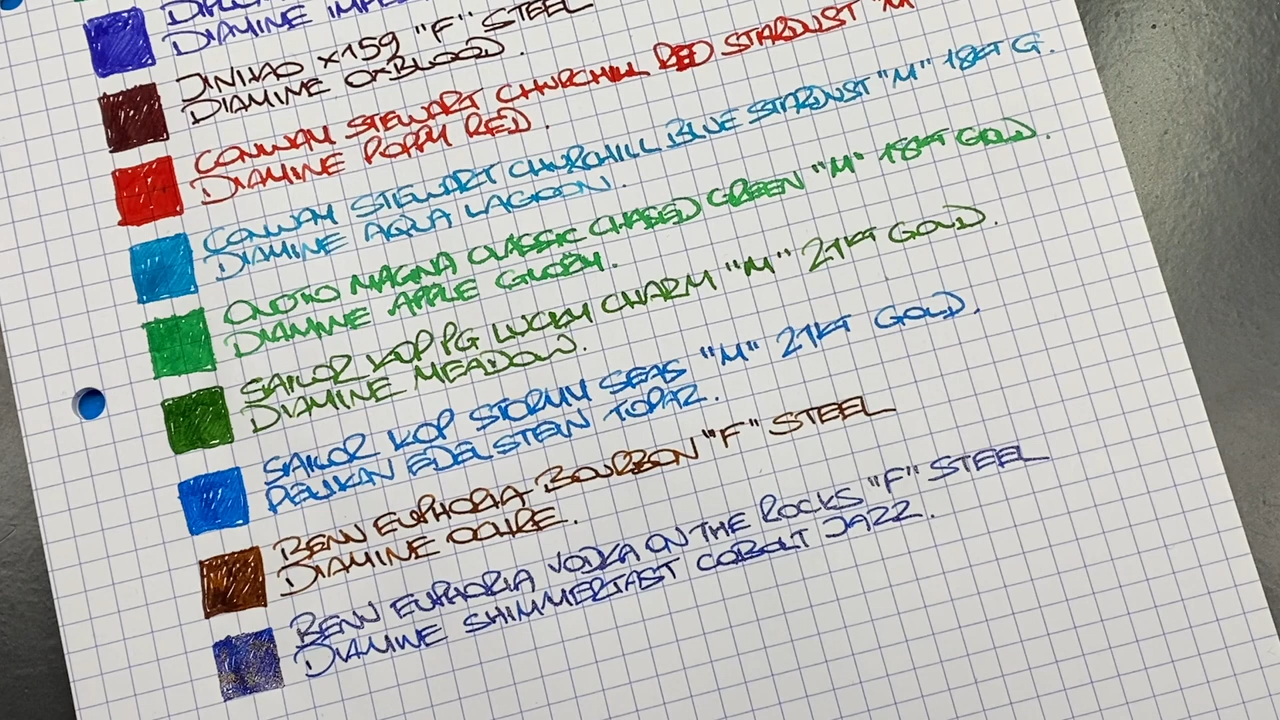 DIAMINE IMPE
JINHAO X159 "F" STEEL
DIAMINE OXBLOOD.
CONWAY STEWART CHURCHILL RED STARDUST "M"
DIAMINE POPPY RED.
CONWAY STEWART CHURCHILL BLUE STARDUST "M" 18KT G.
DIAMINE AQUA LAGOON.
ONOTO MAGNA CLASSIC CHASED GREEN "M" 18KT GOLD.
DIAMINE APPLE GLORY.
SAILOR KOP PG LUCKY CHARM "M" 21KT GOLD.
DIAMINE MEADOW.
SAILOR KOP STORMY SEAS "M" 21KT GOLD.
PELIKAN EDELSTEIN TOPAZ.
BENU EUPHORIA BOURBON "F" STEEL
DIAMINE OCHRE.
BENU EUPHORIA VODKA ON THE ROCKS "F" STEEL
DIAMINE SHIMMERTAST COBOLT JAZZ.